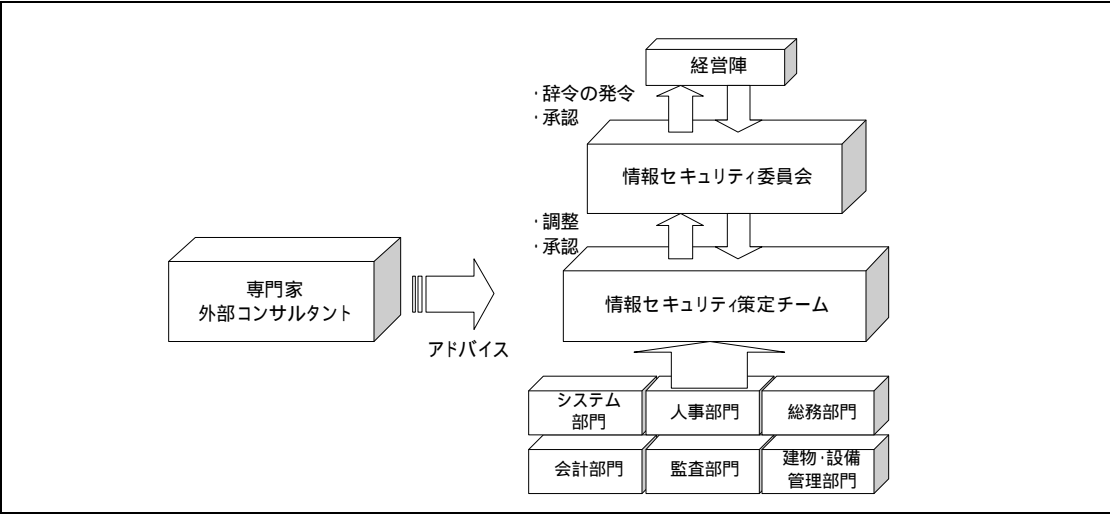 経営陣
・辞令の発令
・承認
情報セキュリティ委員会
・調整
・承認
専門家
外部コンサルタント
アドバイス
情報セキュリティ策定チーム
システム
部門
人事部門
総務部門
会計部門
監査部門
建物・設備
管理部門